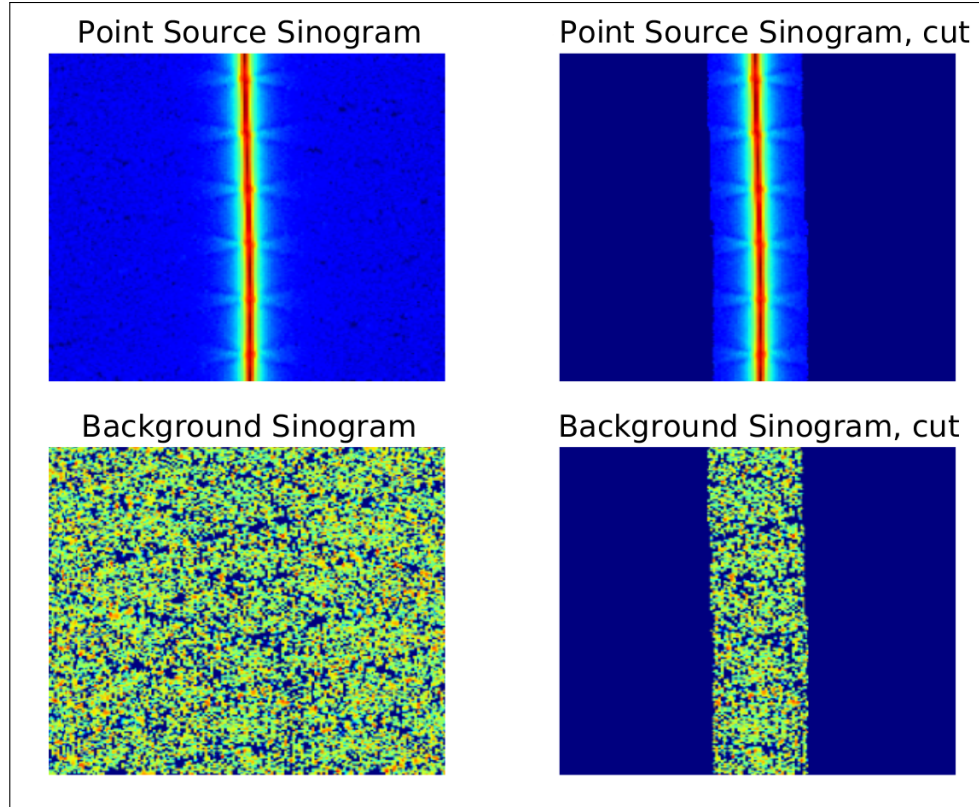 Point Source Sinogram
Point Source Sinogram, cut
Background Sinogram
Background Sinogram, cut